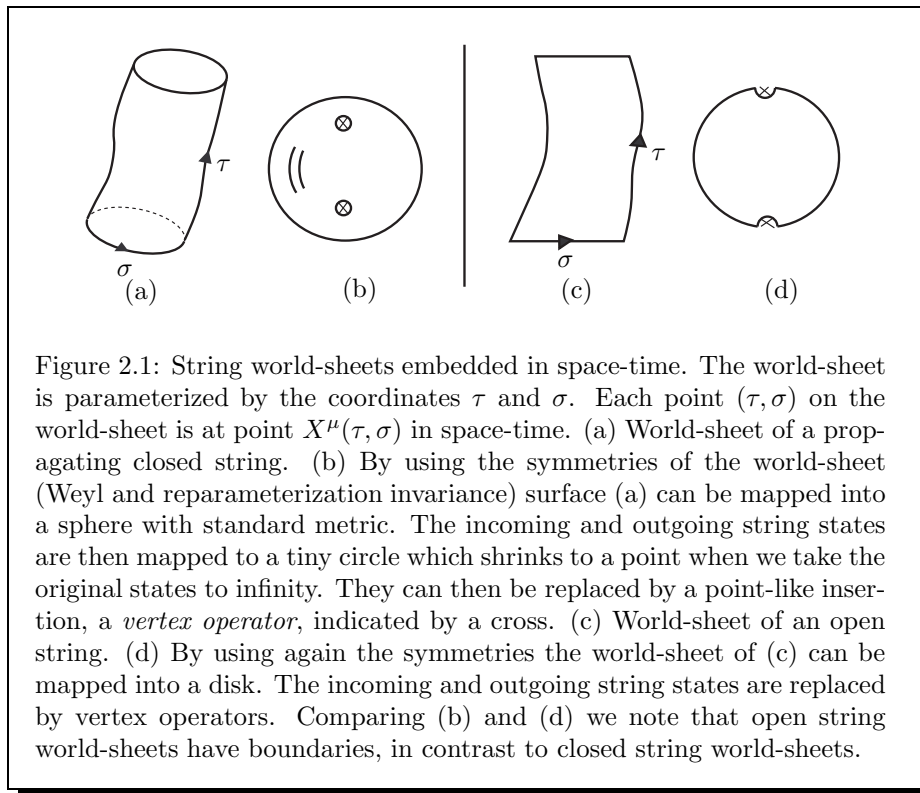 τ
σ
(a)
(b)
τ
σ
(c)
(d)
Figure 2.1: String world-sheets embedded in space-time. The world-sheet
is parameterized by the coordinates τ and σ. Each point (τ, σ) on the
world-sheet is at point X^μ(τ, σ) in space-time. (a) World-sheet of a prop-
agating closed string. (b) By using the symmetries of the world-sheet
(Weyl and reparameterization invariance) surface (a) can be mapped into
a sphere with standard metric. The incoming and outgoing string states
are then mapped to a tiny circle which shrinks to a point when we take the
original states to infinity. They can then be replaced by a point-like inser-
tion, a vertex operator, indicated by a cross. (c) World-sheet of an open
string. (d) By using again the symmetries the world-sheet of (c) can be
mapped into a disk. The incoming and outgoing string states are replaced
by vertex operators. Comparing (b) and (d) we note that open string
world-sheets have boundaries, in contrast to closed string world-sheets.